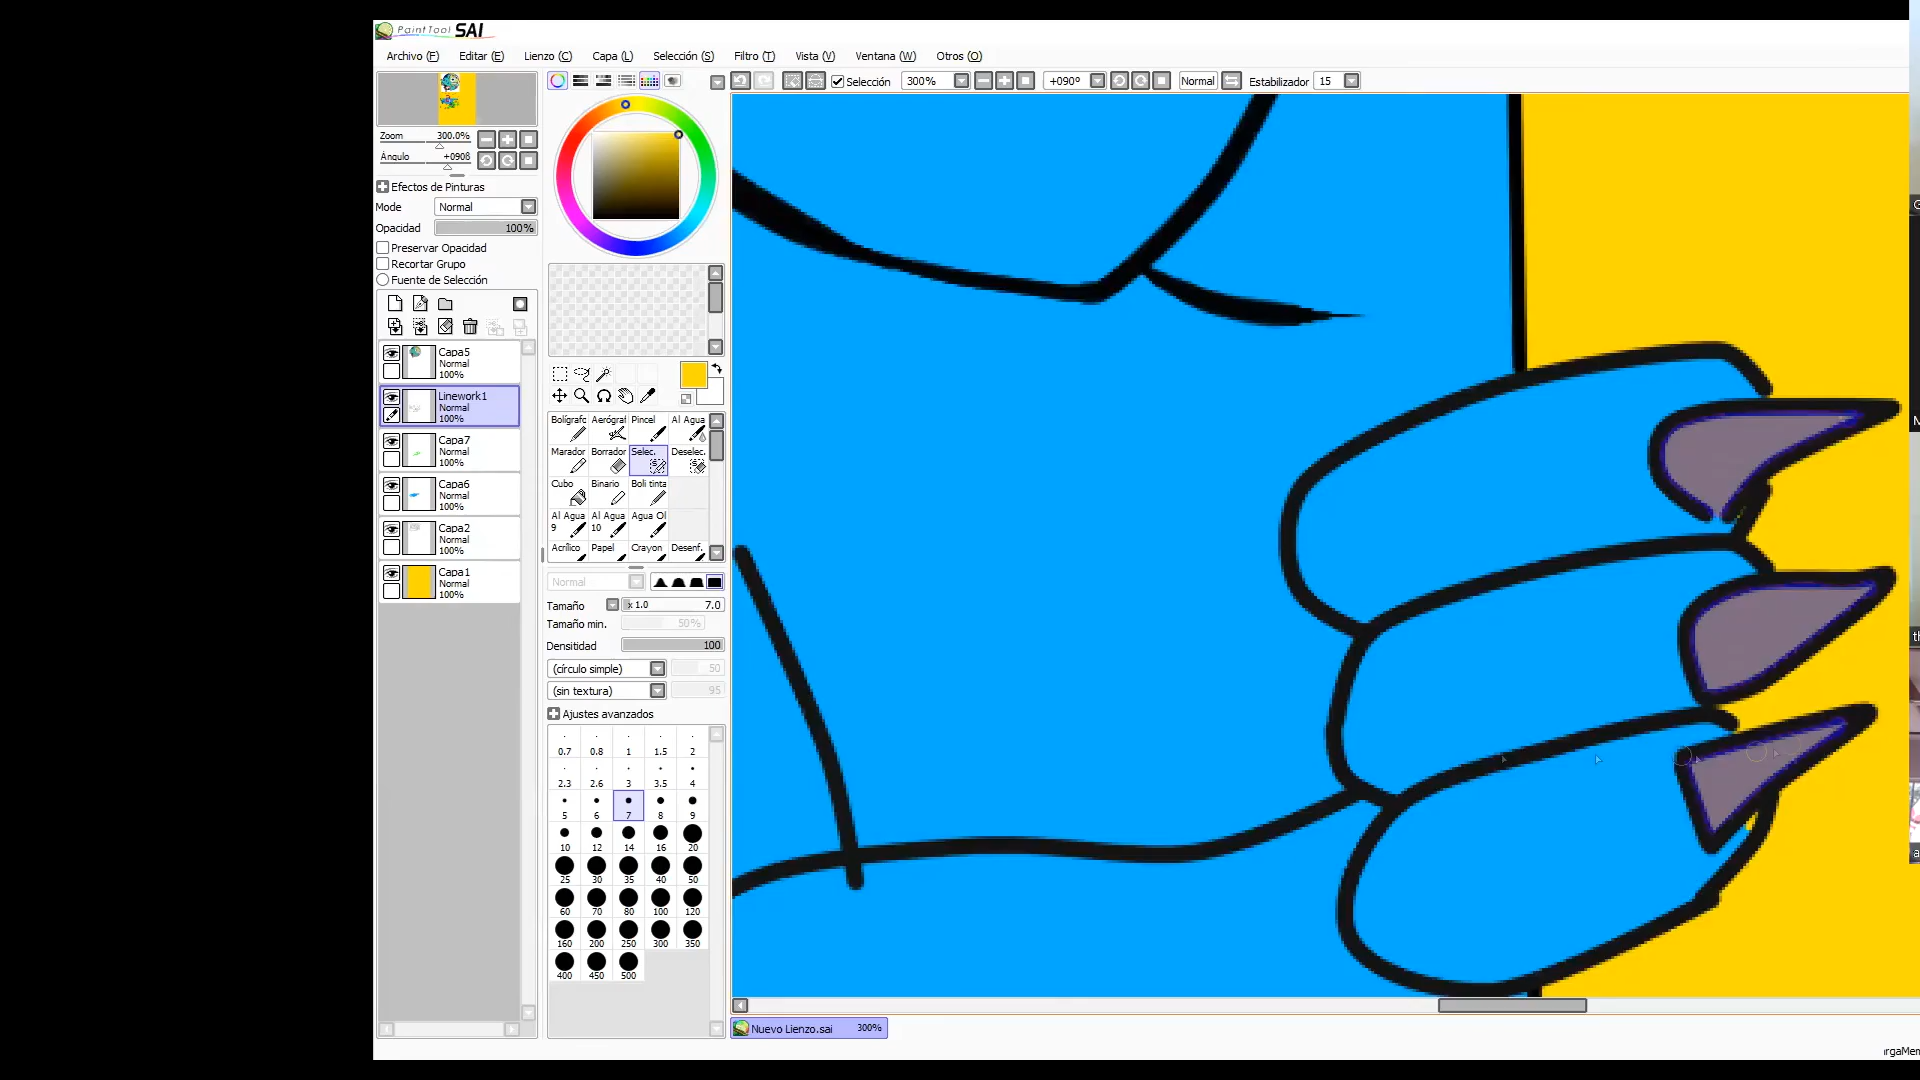 PaintTool SAI
Archivo (F) Editar (E) Lienzo (C) Capa (L) Selección (S) Filtro (T) Vista (V) Ventana (W) Otros (O)
Selección 300% +090º Normal Estabilizador 15
Zoom 300.0%
Ángulo +090ß
Efectos de Pinturas
Mode Normal
Opacidad 100%
Preservar Opacidad
Recortar Grupo
Fuente de Selección
Capa5
Normal
100%
Linework1
Normal
100%
Capa7
Normal
100%
Capa6
Normal
100%
Capa2
Normal
100%
Capa1
Normal
100%
Bolígrafo Aerógraf Pincel Al Agua
Marador Borrador Selec. Deselec.
Cubo Binario Boli tinta
Al Agua 9 Al Agua 10 Agua Ol
Acrílico Papel Crayon Desenf.
Normal
Tamaño x 1.0 7.0
Tamaño min. 50%
Densitidad 100
(círculo simple) 50
(sin textura) 95
Ajustes avanzados
0.7 0.8 1 1.5 2
2.3 2.6 3 3.5 4
5 6 7 8 9
10 12 14 16 20
25 30 35 40 50
60 70 80 100 120
160 200 250 300 350
400 450 500
Nuevo Lienzo.sai 300%